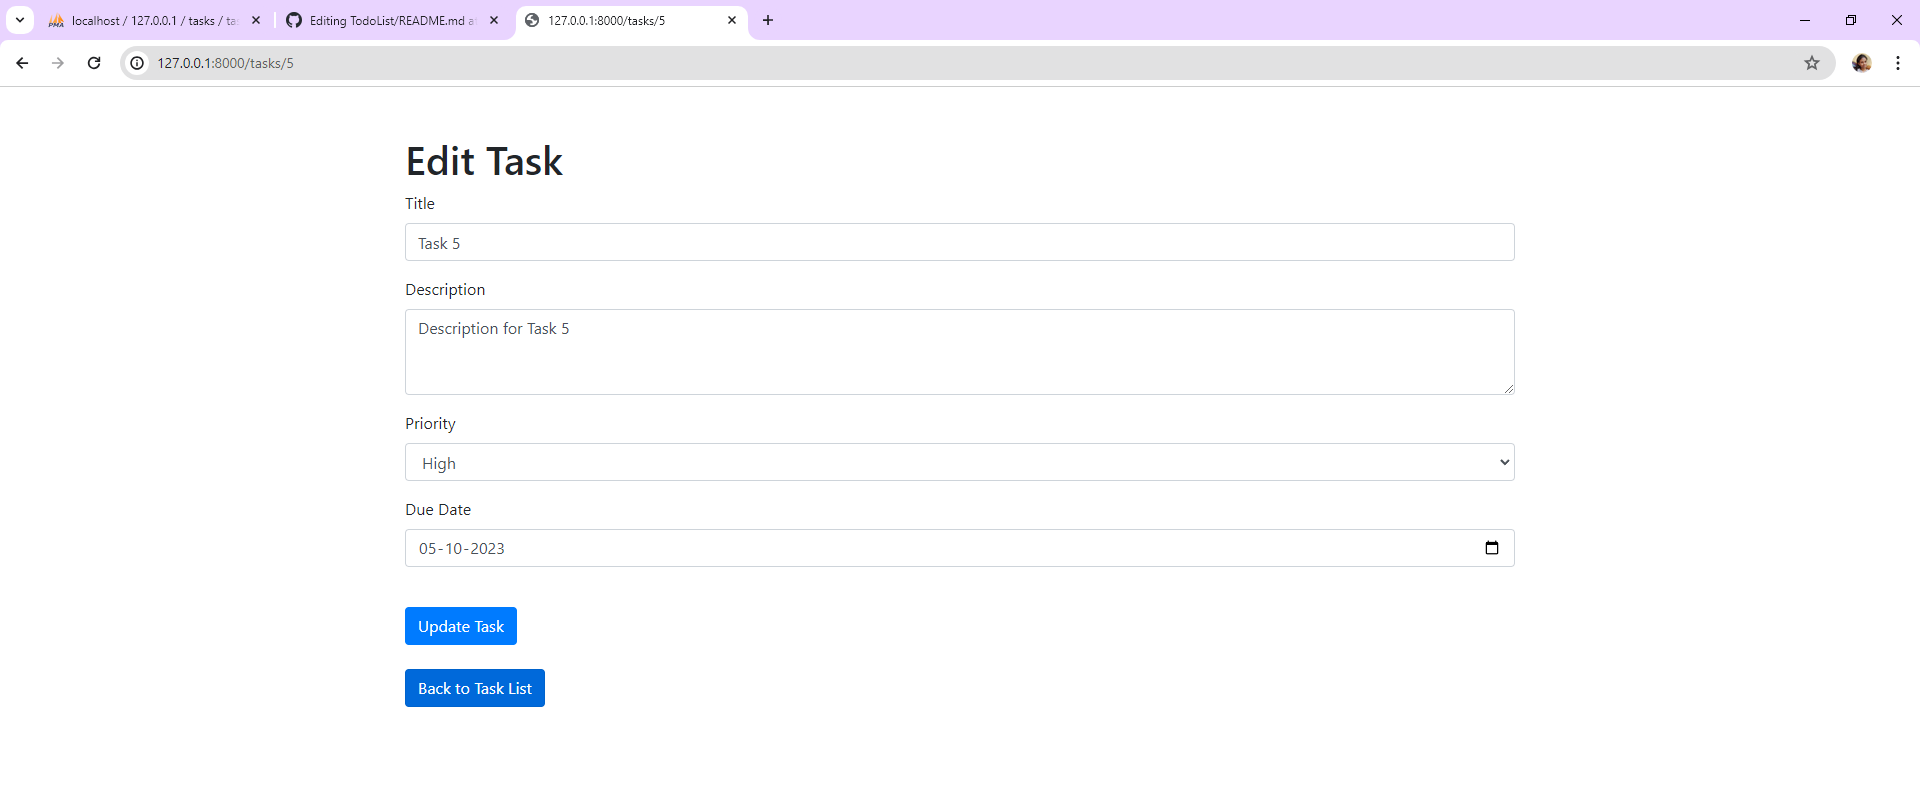 localhost / 127.0.0.1 / tasks / ta
Editing TodoList/README.md a
127.0.0.1:8000/tasks/5
127.0.0.1:8000/tasks/5
Edit Task
Title
Task 5
Description
Description for Task 5
Priority
High
Due Date
05-10-2023
Update Task
Back to Task List